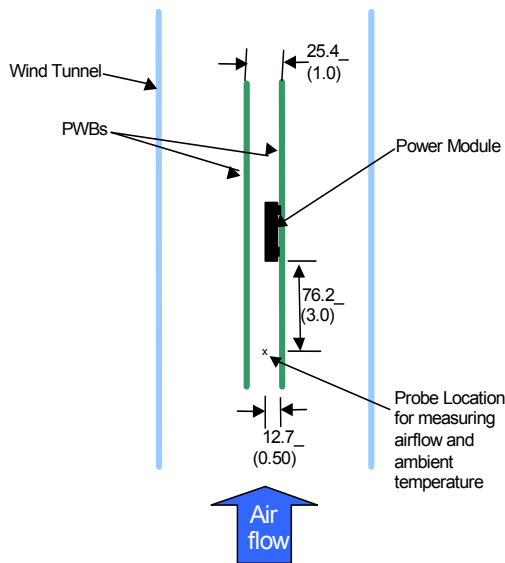 25.4_
(1.0)
Wind Tunnel
PWBs
Power Module
76.2_
(3.0)
x
Probe Location
for measuring
airflow and
ambient
temperature
12.7_
(0.50)
Air
flow